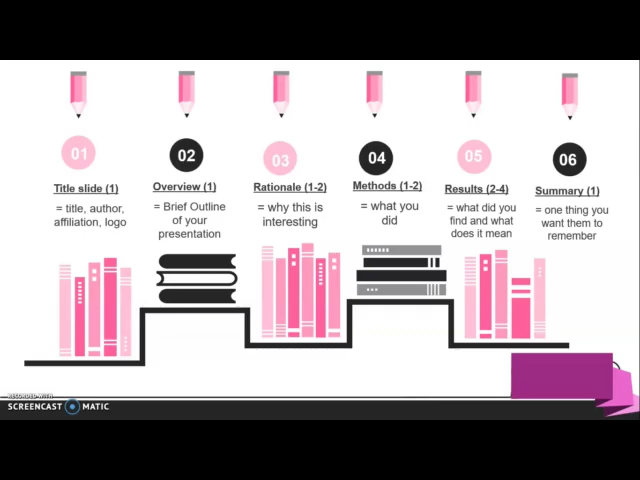 01
Title slide (1)
= title, author,
affiliation, logo
02
Overview (1)
= Brief Outline
of your
presentation
03
Rationale (1-2)
= why this is
interesting
04
Methods (1-2)
= what you
did
05
Results (2-4)
= what did you
find and what
does it mean
06
Summary (1)
= one thing you
want them to
remember
RECORDED WITH
SCREENCAST MATIC